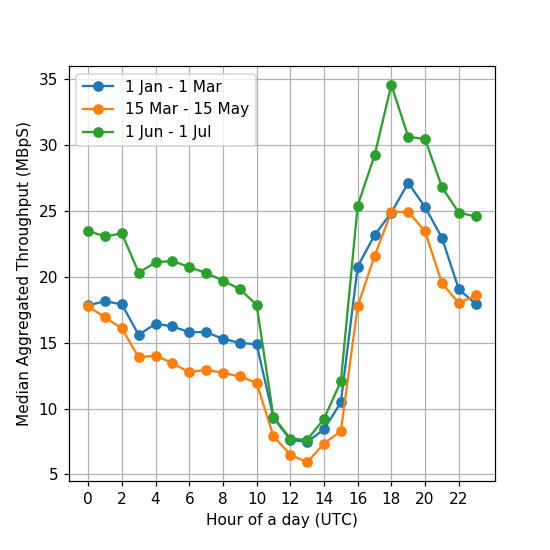 35
30
25
20
15
10
5
Median Aggregated Throughput (MBpS)
1 Jan - 1 Mar
15 Mar - 15 May
1 Jun - 1 Jul
0 2 4 6 8 10 12 14 16 18 20 22
Hour of a day (UTC)